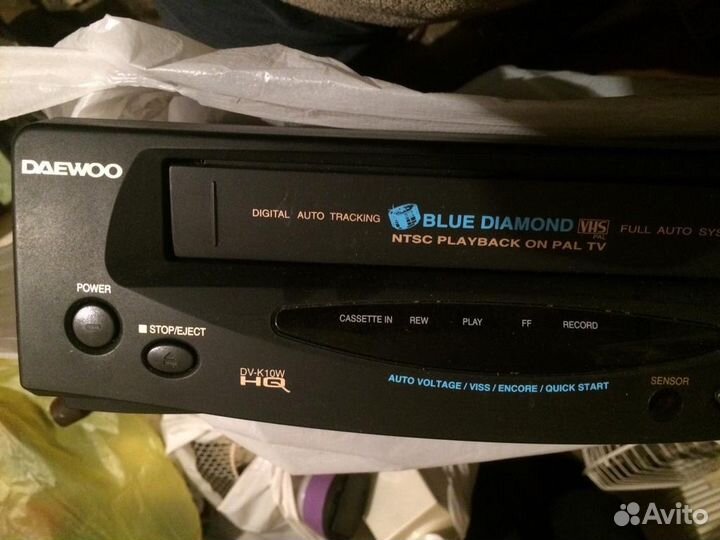 DAEWOO
DIGITAL AUTO TRACKING BLUE DIAMOND VHS FULL AUTO
PAL
NTSC PLAYBACK ON PAL TV
POWER
STOP/EJECT
CASSETTE IN REW PLAY FF RECORD
DV-K10W
HQ
AUTO VOLTAGE / VISS / ENCORE / QUICK START
SENSOR
Avito